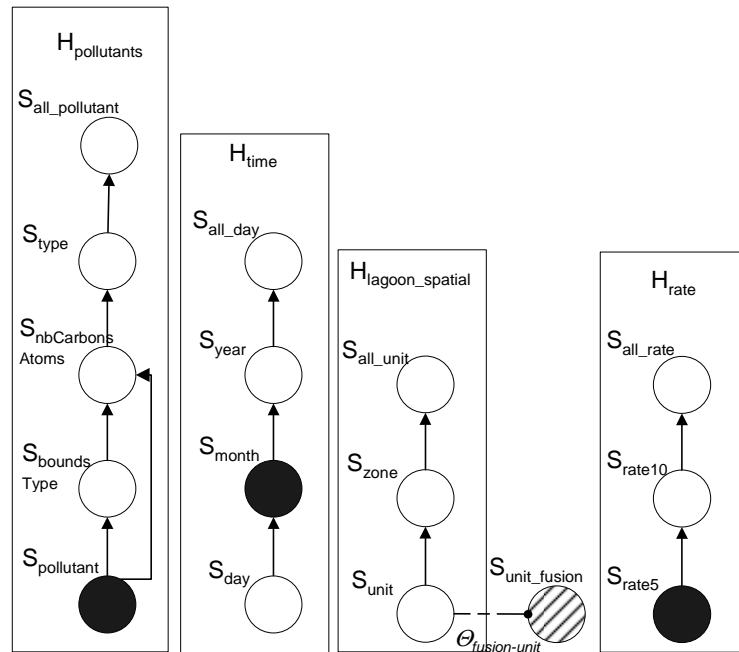 H_pollutants
S_all_pollutant
S_type
S_nbCarbons
Atoms
S_bounds
Type
S_pollutant
H_time
S_all_day
S_year
S_month
S_day
H_lagoon_spatial
S_all_unit
S_zone
S_unit
S_unit_fusion
Θ_fusion-unit
H_rate
S_all_rate
S_rate10
S_rate5